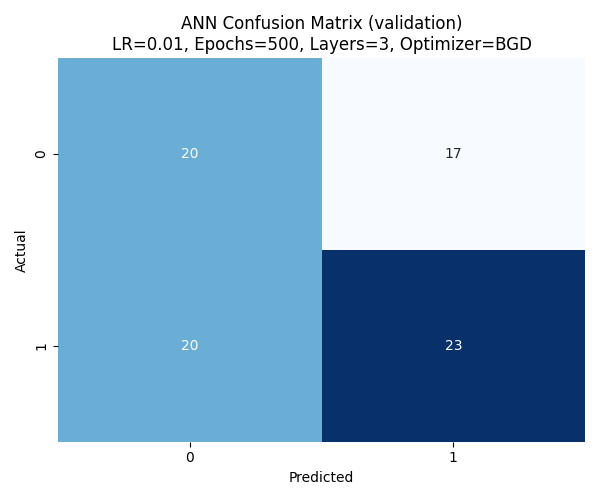 ANN Confusion Matrix (validation)
LR=0.01, Epochs=500, Layers=3, Optimizer=BGD
Actual
0
20
17
1
20
23
0
1
Predicted